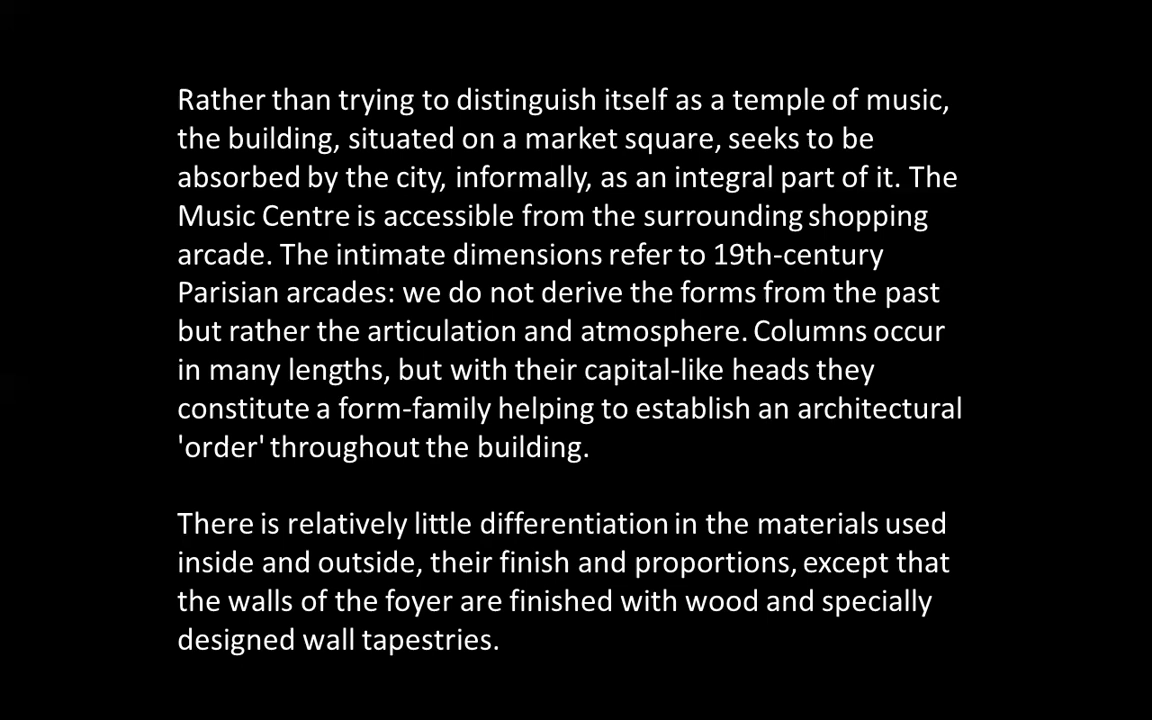 Rather than trying to distinguish itself as a temple of music,
the building, situated on a market square, seeks to be
absorbed by the city, informally, as an integral part of it. The
Music Centre is accessible from the surrounding shopping
arcade. The intimate dimensions refer to 19th-century
Parisian arcades: we do not derive the forms from the past
but rather the articulation and atmosphere. Columns occur
in many lengths, but with their capital-like heads they
constitute a form-family helping to establish an architectural
'order' throughout the building.
There is relatively little differentiation in the materials used
inside and outside, their finish and proportions, except that
the walls of the foyer are finished with wood and specially
designed wall tapestries.